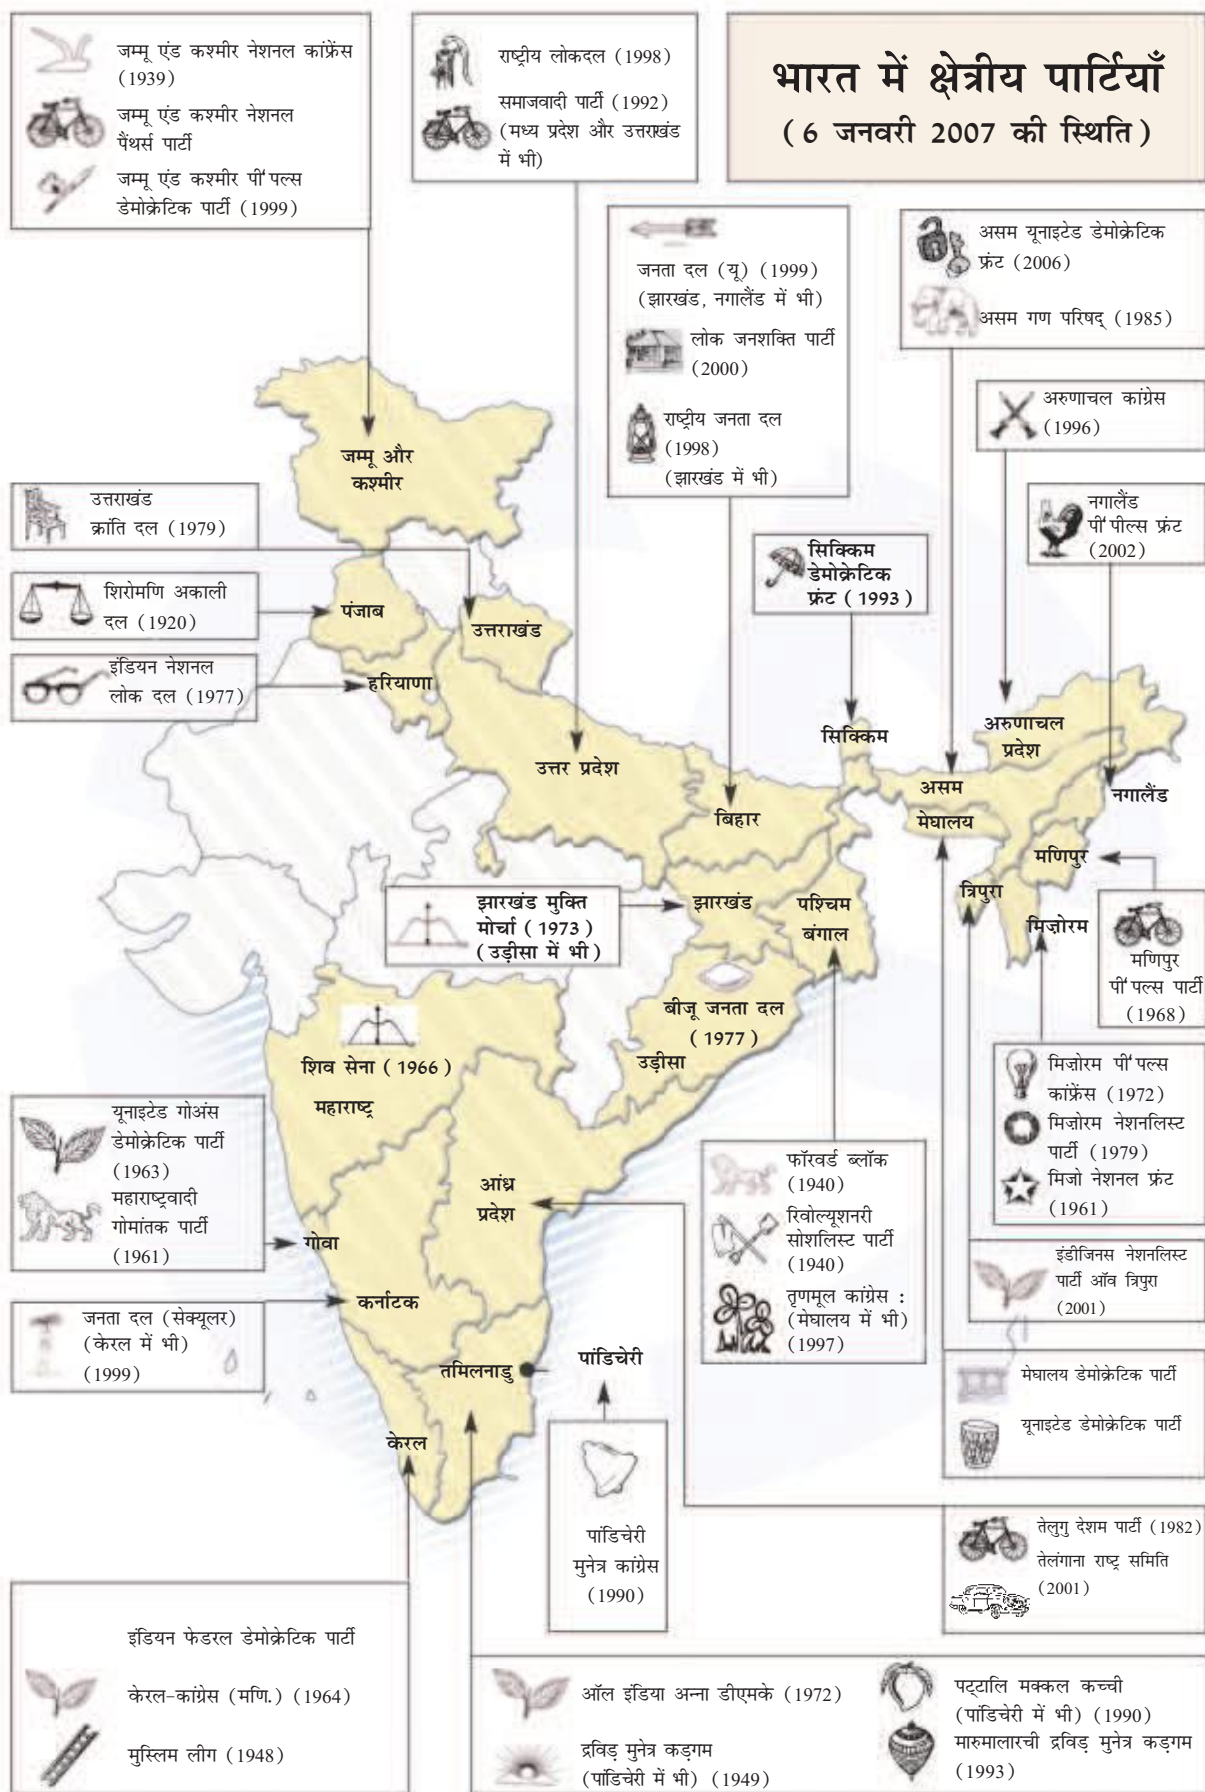 भारत में क्षेत्रीय पार्टियाँ
(6 जनवरी 2007 की स्थिति)
जम्मू एंड कश्मीर नेशनल कांफ्रेंस
(1939)
जम्मू एंड कश्मीर नेशनल
पैंथर्स पार्टी
जम्मू एंड कश्मीर पी'पल्स
डेमोक्रेटिक पार्टी (1999)
राष्ट्रीय लोकदल (1998)
समाजवादी पार्टी (1992)
(मध्य प्रदेश और उत्तराखंड
में भी)
जनता दल (यू) (1999)
(झारखंड, नगालैंड में भी)
लोक जनशक्ति पार्टी
(2000)
राष्ट्रीय जनता दल
(1998)
(झारखंड में भी)
असम यूनाइटेड डेमोक्रेटिक
फ्रंट (2006)
असम गण परिषद् (1985)
अरुणाचल कांग्रेस
(1996)
नगालैंड
पी'पील्स फ्रंट
(2002)
सिक्किम
डेमोक्रेटिक
फ्रंट (1993)
उत्तराखंड
क्रांति दल (1979)
शिरोमणि अकाली
दल (1920)
इंडियन नेशनल
लोक दल (1977)
जम्मू और
कश्मीर
पंजाब
उत्तराखंड
हरियाणा
उत्तर प्रदेश
बिहार
सिक्किम
अरुणाचल
प्रदेश
असम
नगालैंड
मेघालय
मणिपुर
त्रिपुरा
मिज़ोरम
झारखंड मुक्ति
मोर्चा (1973)
(उड़ीसा में भी)
झारखंड
पश्चिम
बंगाल
मणिपुर
पी'पल्स पार्टी
(1968)
बीजू जनता दल
(1977)
उड़ीसा
शिव सेना (1966)
महाराष्ट्र
मिज़ोरम पी'पल्स
कांफ्रेंस (1972)
मिज़ोरम नेशनलिस्ट
पार्टी (1979)
मिजो नेशनल फ्रंट
(1961)
यूनाइटेड गोअंस
डेमोक्रेटिक पार्टी
(1963)
महाराष्ट्रवादी
गोमांतक पार्टी
(1961)
आंध्र
प्रदेश
गोवा
कर्नाटक
फॉरवर्ड ब्लॉक
(1940)
रिवोल्यूशनरी
सोशलिस्ट पार्टी
(1940)
तृणमूल कांग्रेस :
(मेघालय में भी)
(1997)
इंडीजिनस नेशनलिस्ट
पार्टी ऑव त्रिपुरा
(2001)
जनता दल (सेक्यूलर)
(केरल में भी)
(1999)
तमिलनाडु
पांडिचेरी
केरल
मेघालय डेमोक्रेटिक पार्टी
यूनाइटेड डेमोक्रेटिक पार्टी
पांडिचेरी
मुनेत्र कांग्रेस
(1990)
तेलुगु देशम पार्टी (1982)
तेलंगाना राष्ट्र समिति
(2001)
इंडियन फेडरल डेमोक्रेटिक पार्टी
केरल-कांग्रेस (मणि.) (1964)
मुस्लिम लीग (1948)
ऑल इंडिया अन्ना डीएमके (1972)
द्रविड़ मुनेत्र कड़गम
(पांडिचेरी में भी) (1949)
पट्टालि मक्कल कच्ची
(पांडिचेरी में भी) (1990)
मारुमालारची द्रविड़ मुनेत्र कड़गम
(1993)